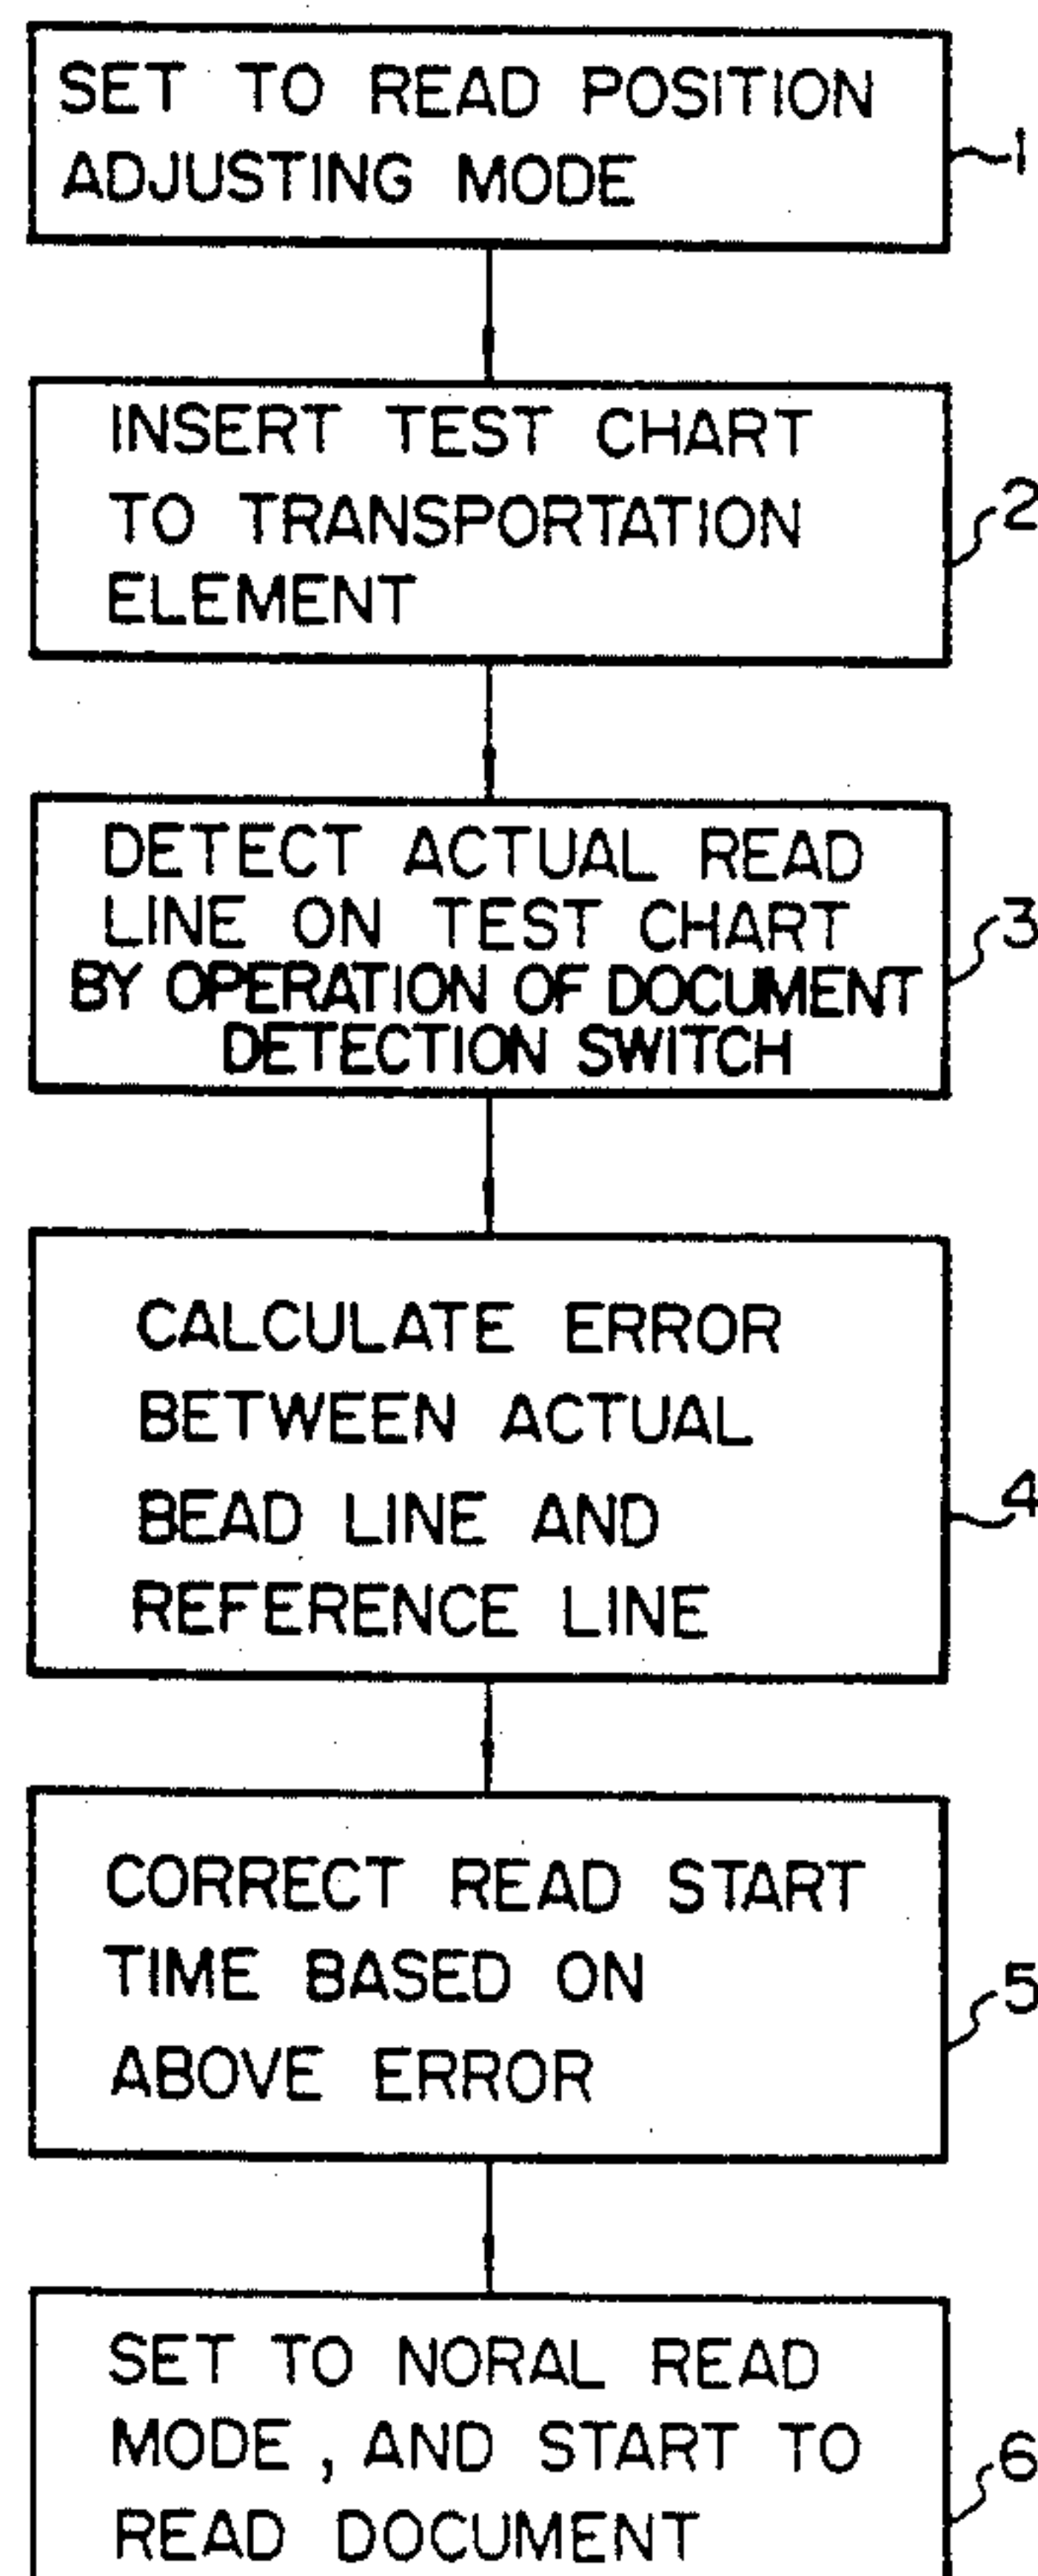 SET TO READ POSITION
ADJUSTING MODE
1
INSERT TEST CHART
TO TRANSPORTATION
ELEMENT
2
DETECT ACTUAL READ
LINE ON TEST CHART
BY OPERATION OF DOCUMENT
DETECTION SWITCH
3
CALCULATE ERROR
BETWEEN ACTUAL
BEAD LINE AND
REFERENCE LINE
4
CORRECT READ START
TIME BASED ON
ABOVE ERROR
5
SET TO NORAL READ
MODE, AND START TO
READ DOCUMENT
6